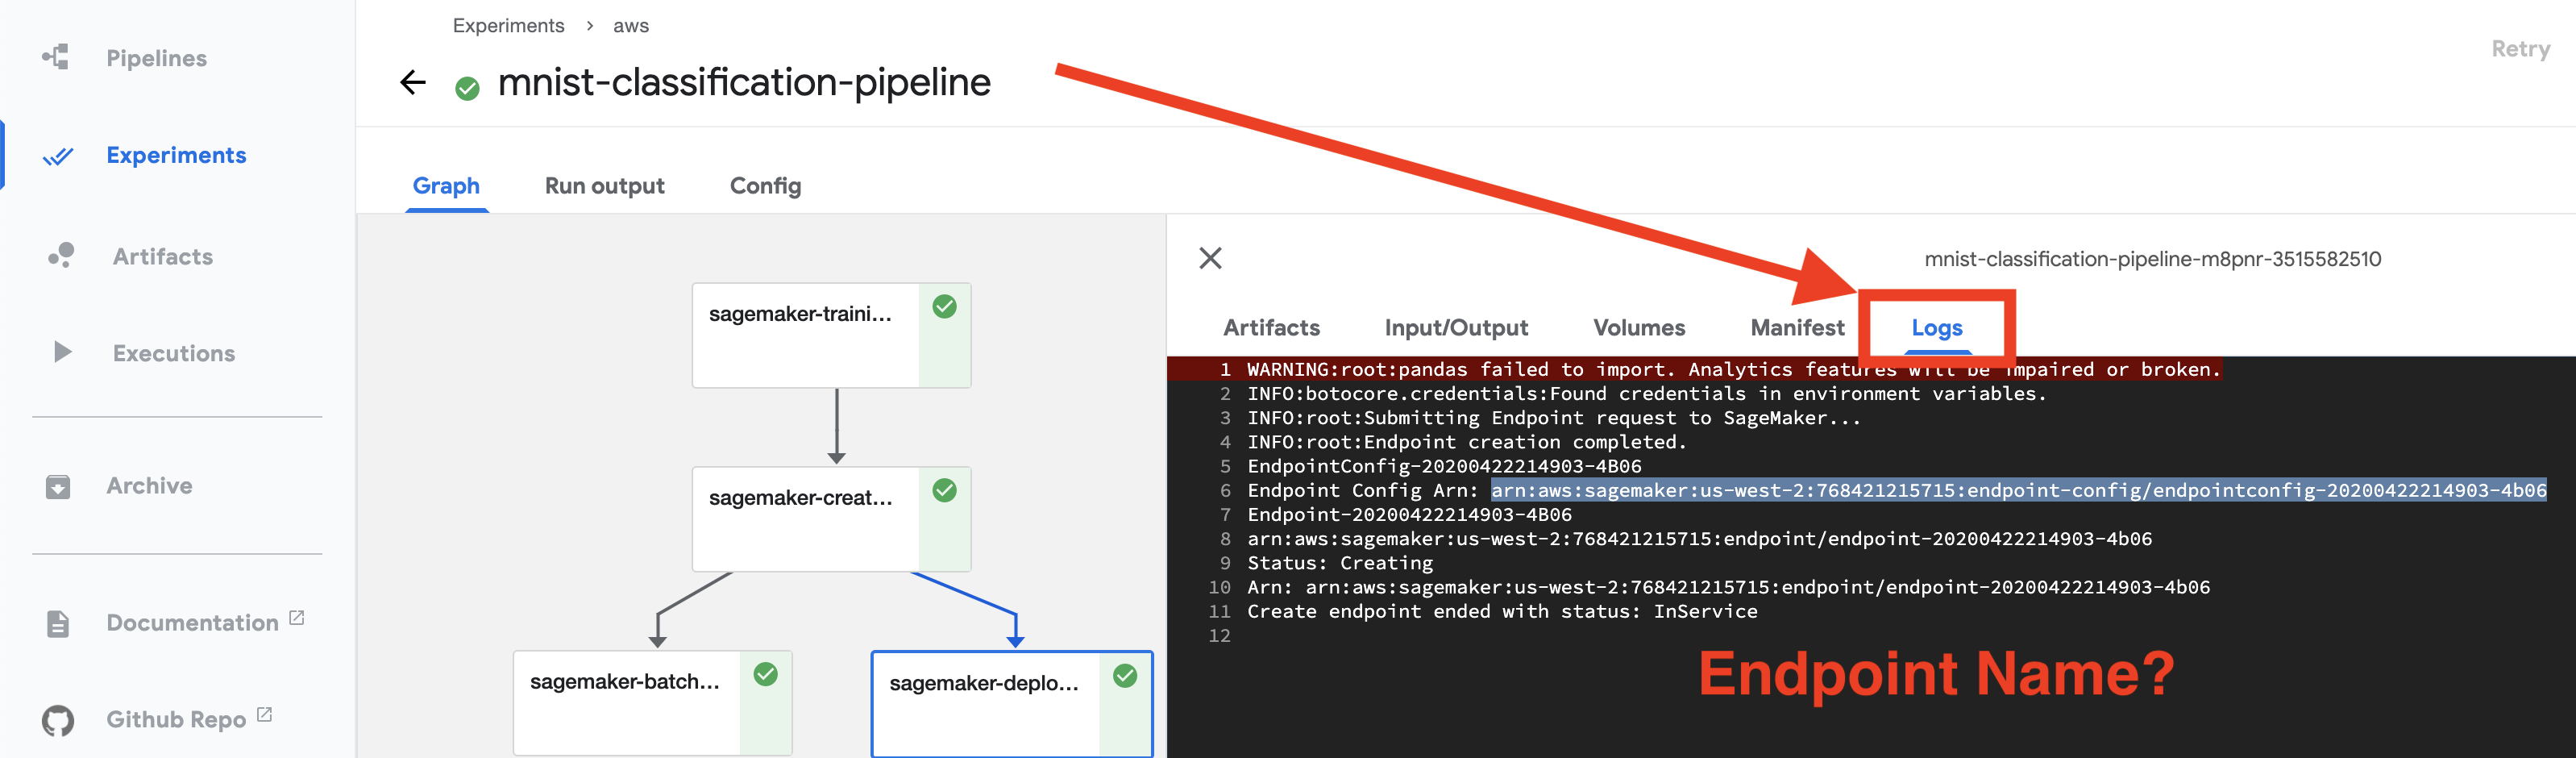 Pipelines
Experiments
Artifacts
Executions
Archive
Documentation
Github Repo
Experiments > aws
mnist-classification-pipeline
Retry
Graph Run output Config
sagemaker-traini...
sagemaker-creat...
sagemaker-batch...
sagemaker-deplo...
mnist-classification-pipeline-m8pnr-3515582510
Artifacts Input/Output Volumes Manifest Logs
1 WARNING:root:pandas failed to import. Analytics features will be impaired or broken.
2 INFO:botocore.credentials:Found credentials in environment variables.
3 INFO:root:Submitting Endpoint request to SageMaker...
4 INFO:root:Endpoint creation completed.
5 EndpointConfig-20200422214903-4B06
6 Endpoint Config Arn: arn:aws:sagemaker:us-west-2:768421215715:endpoint-config/endpointconfig-20200422214903-4b06
7 Endpoint-20200422214903-4B06
8 arn:aws:sagemaker:us-west-2:768421215715:endpoint/endpoint-20200422214903-4b06
9 Status: Creating
10 Arn: arn:aws:sagemaker:us-west-2:768421215715:endpoint/endpoint-20200422214903-4b06
11 Create endpoint ended with status: InService
12
Endpoint Name?